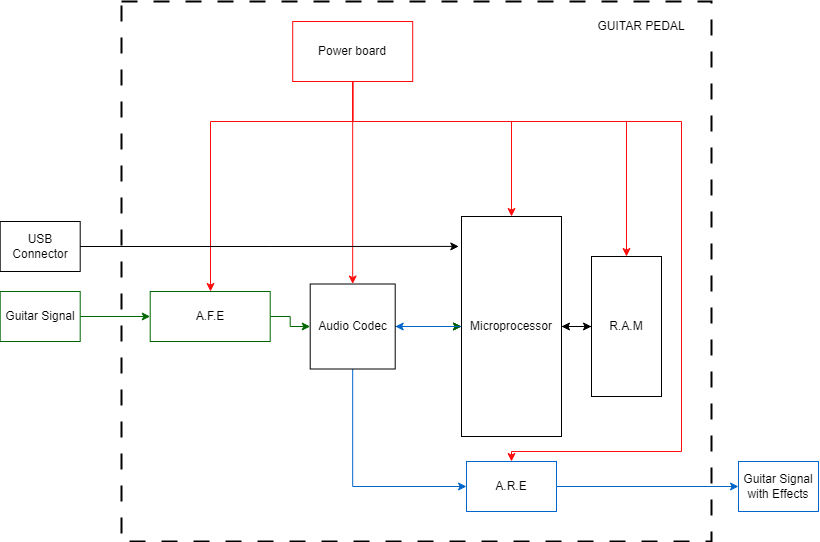 GUITAR PEDAL
Power board
USB
Connector
Guitar Signal
A.F.E
Audio Codec
Microprocessor
R.A.M
A.R.E
Guitar Signal
with Effects